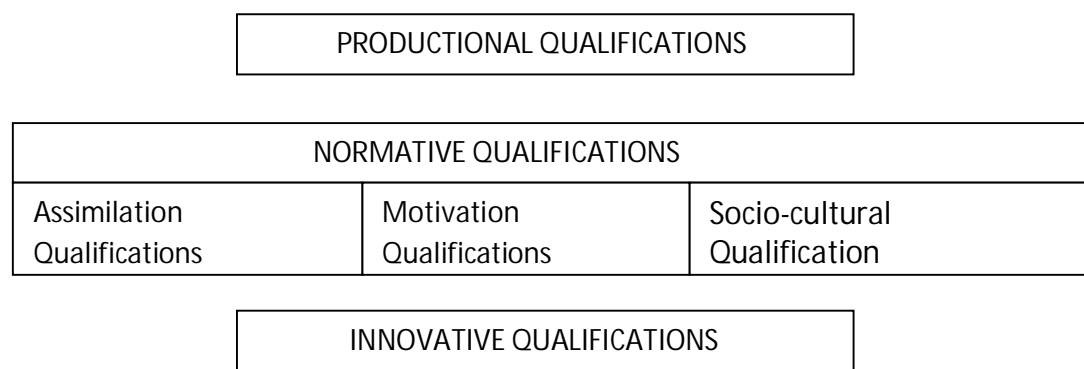 PRODUCTIONAL QUALIFICATIONS
NORMATIVE QUALIFICATIONS
Assimilation
Qualifications
Motivation
Qualifications
Socio-cultural
Qualification
INNOVATIVE QUALIFICATIONS